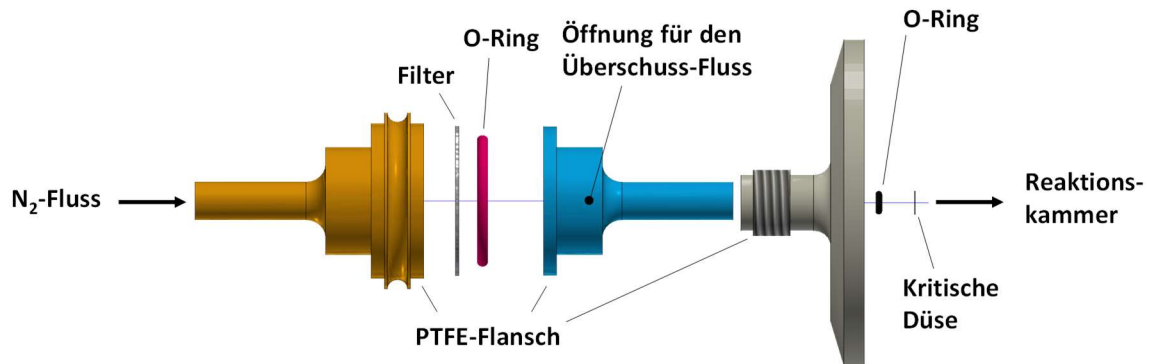 O-Ring
O-Ring
Öffnung für den
Überschuss-Fluss
Filter
N₂-Fluss
Reaktions-
kammer
Kritische
Düse
PTFE-Flansch